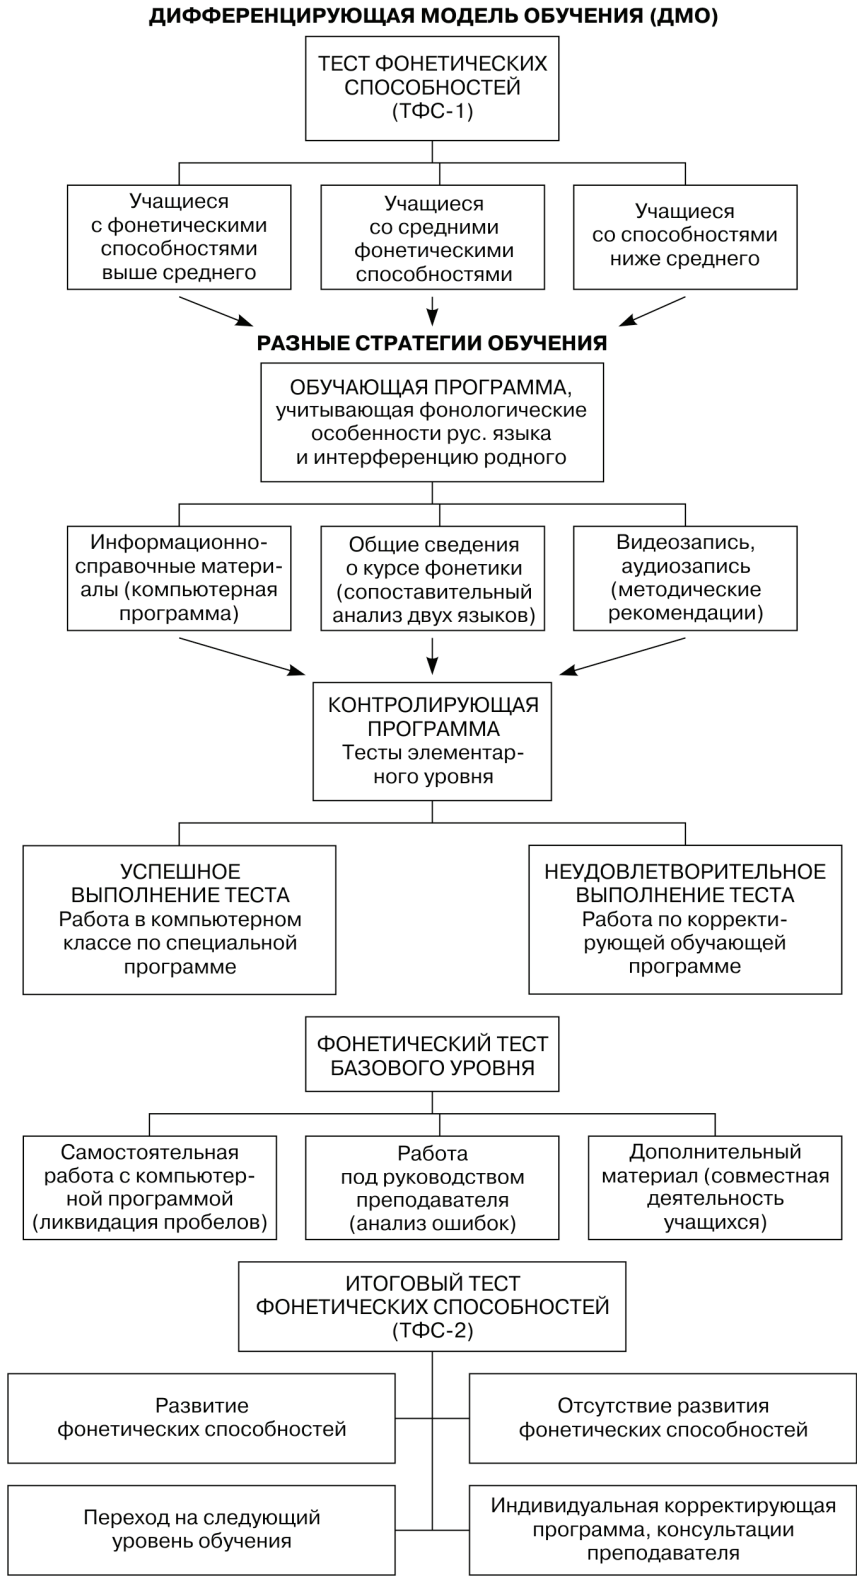 ДИФФЕРЕНЦИРУЮЩАЯ МОДЕЛЬ ОБУЧЕНИЯ (ДМО)
ТЕСТ ФОНЕТИЧЕСКИХ
СПОСОБНОСТЕЙ
(ТФС-1)
Учащиеся
с фонетическими
способностями
выше среднего
Учащиеся
со средними
фонетическими
способностями
Учащиеся
со способностями
ниже среднего
РАЗНЫЕ СТРАТЕГИИ ОБУЧЕНИЯ
ОБУЧАЮЩАЯ ПРОГРАММА,
учитывающая фонологические
особенности рус. языка
и интерференцию родного
Информационно-
справочные матери-
алы (компьютерная
программа)
Общие сведения
о курсе фонетики
(сопоставительный
анализ двух языков)
Видеозапись,
аудиозапись
(методические
рекомендации)
КОНТРОЛИРУЮЩАЯ
ПРОГРАММА
Тесты элементар-
ного уровня
УСПЕШНОЕ
ВЫПОЛНЕНИЕ ТЕСТА
Работа в компьютерном
классе по специальной
программе
НЕУДОВЛЕТВОРИТЕЛЬНОЕ
ВЫПОЛНЕНИЕ ТЕСТА
Работа по корректи-
рующей обучающей
программе
ФОНЕТИЧЕСКИЙ ТЕСТ
БАЗОВОГО УРОВНЯ
Самостоятельная
работа с компьютер-
ной программой
(ликвидация пробелов)
Работа
под руководством
преподавателя
(анализ ошибок)
Дополнительный
материал (совместная
деятельность
учащихся)
ИТОГОВЫЙ ТЕСТ
ФОНЕТИЧЕСКИХ СПОСОБНОСТЕЙ
(ТФС-2)
Развитие
фонетических способностей
Отсутствие развития
фонетических способностей
Переход на следующий
уровень обучения
Индивидуальная корректирующая
программа, консультации
преподавателя